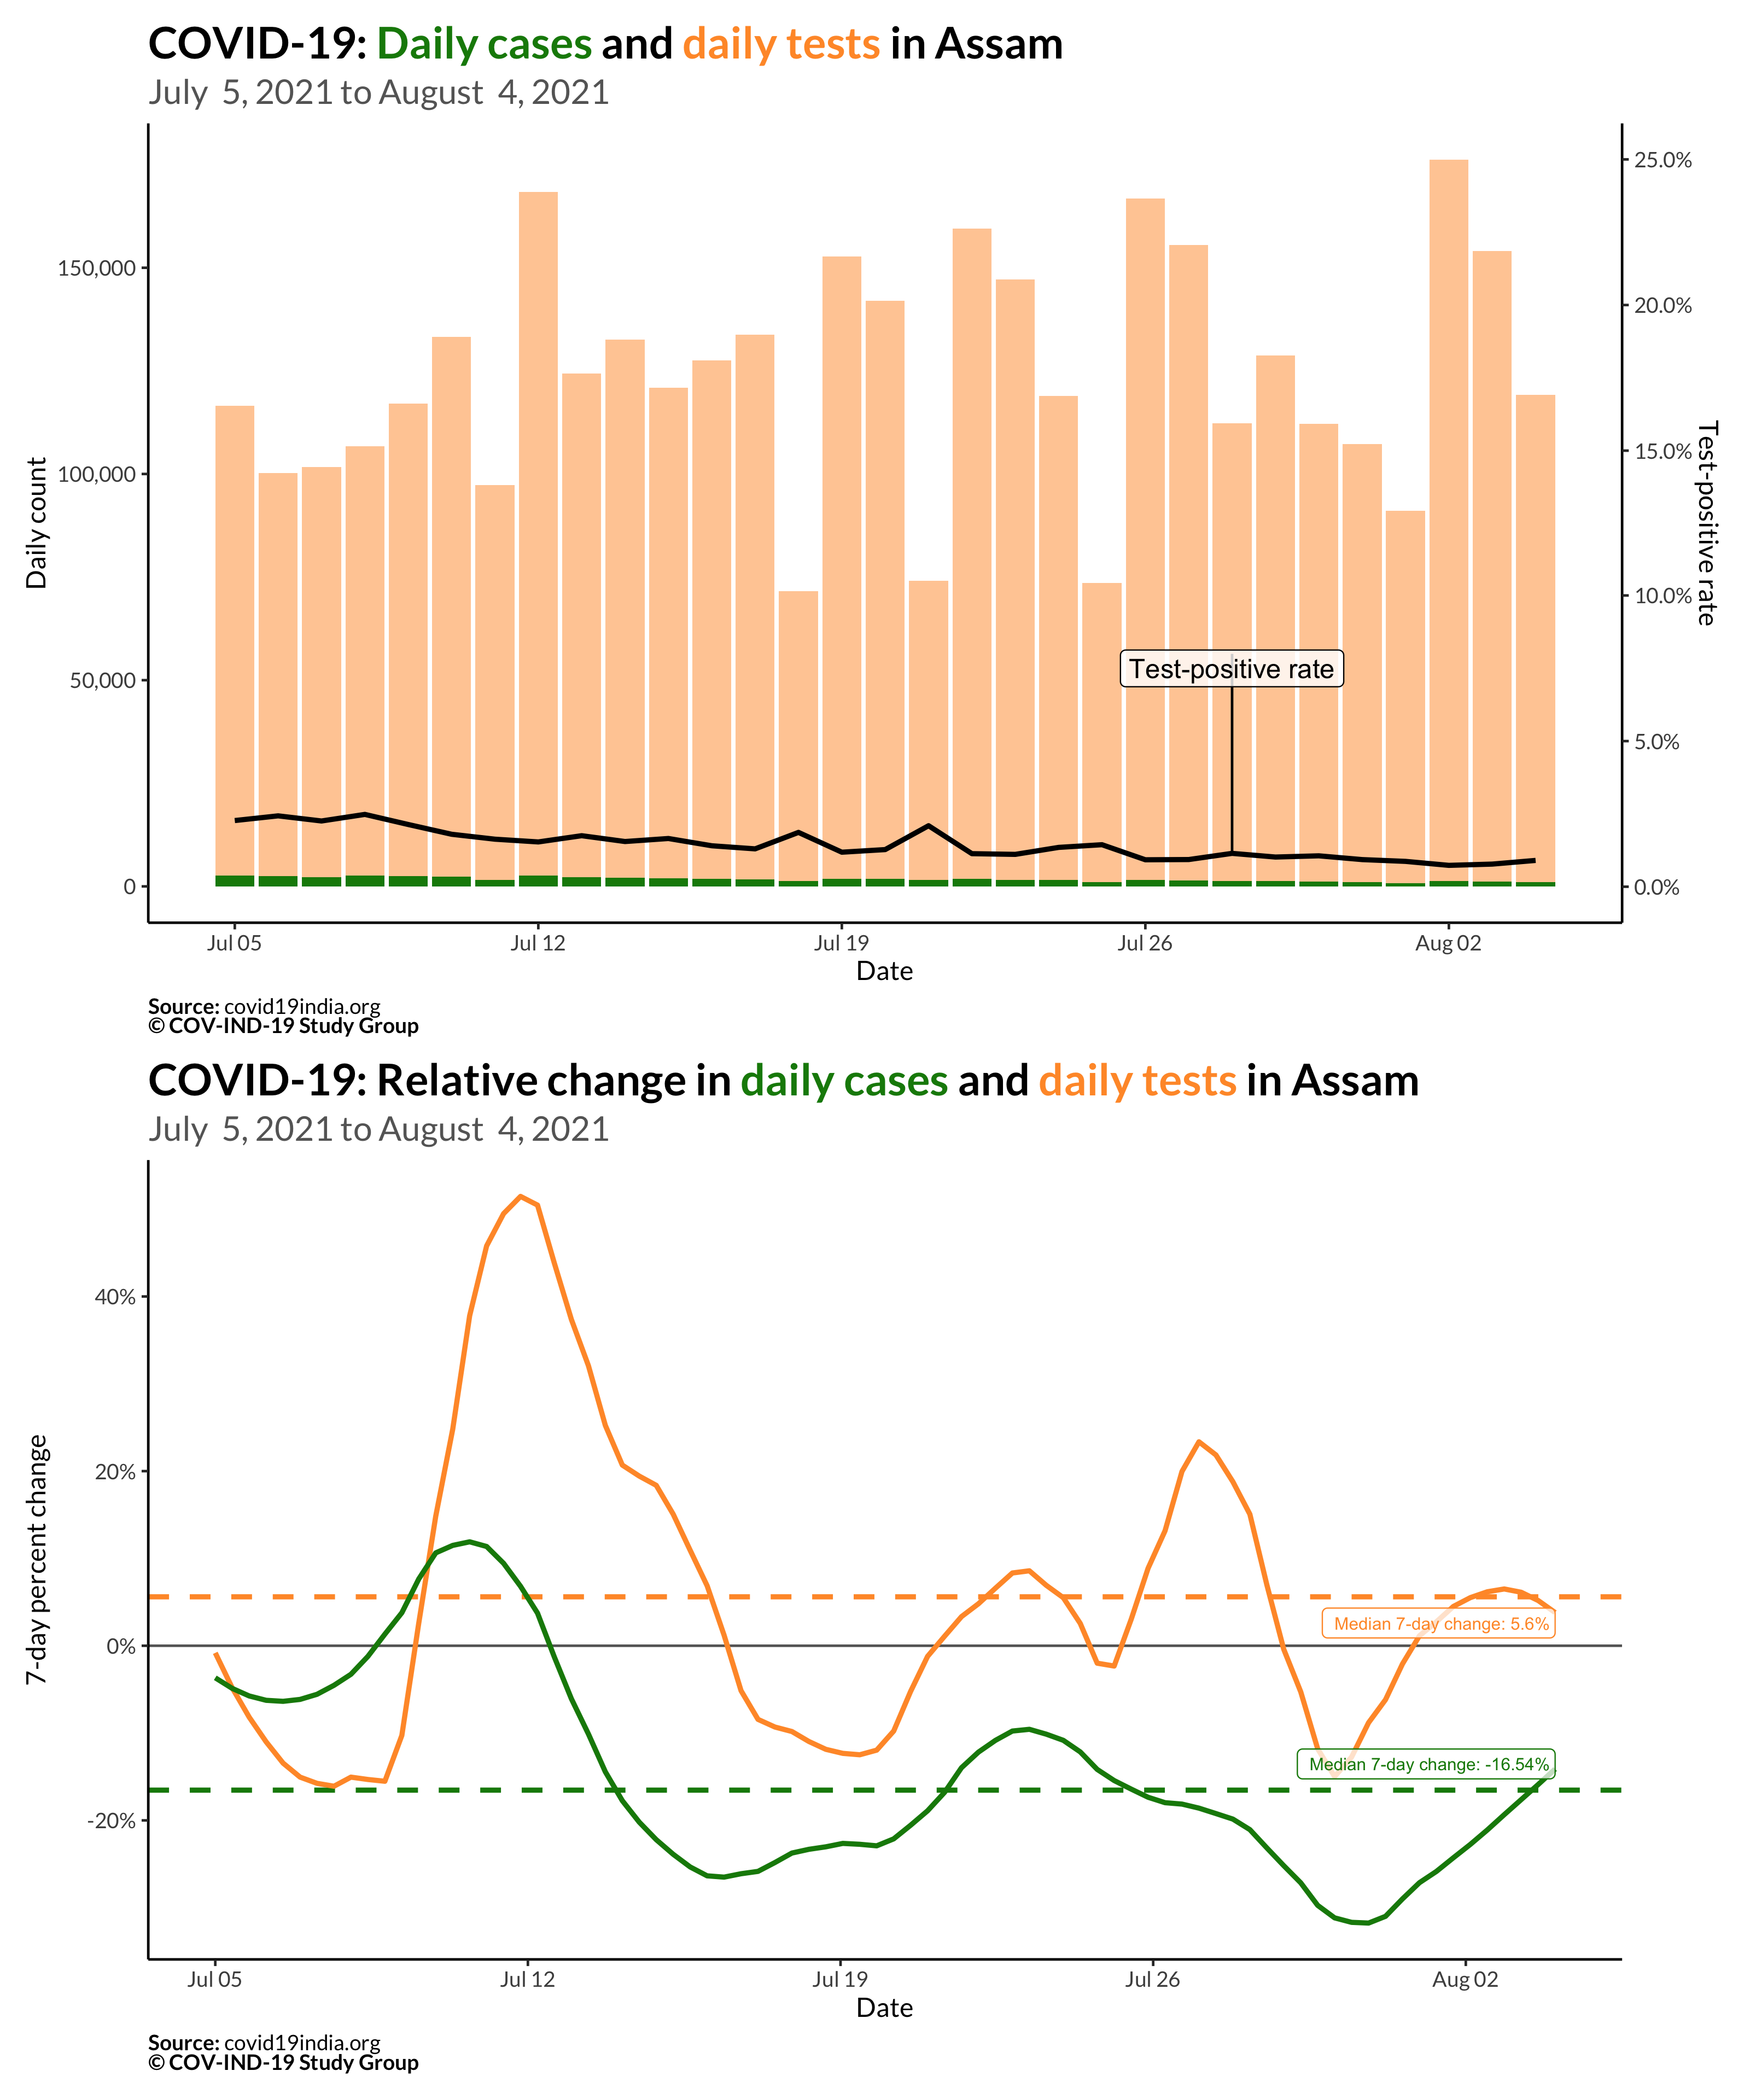 COVID-19: Daily cases and daily tests in Assam
July 5, 2021 to August 4, 2021
Daily count
150,000
100,000
50,000
0
25.0%
20.0%
15.0%
10.0%
5.0%
0.0%
Test-positive rate
Test-positive rate
Jul 05
Jul 12
Jul 19
Jul 26
Aug 02
Date
Source: covid19india.org
© COV-IND-19 Study Group
COVID-19: Relative change in daily cases and daily tests in Assam
July 5, 2021 to August 4, 2021
7-day percent change
40%
20%
0%
-20%
Median 7-day change: 5.6%
Median 7-day change: -16.54%
Jul 05
Jul 12
Jul 19
Jul 26
Aug 02
Date
Source: covid19india.org
© COV-IND-19 Study Group